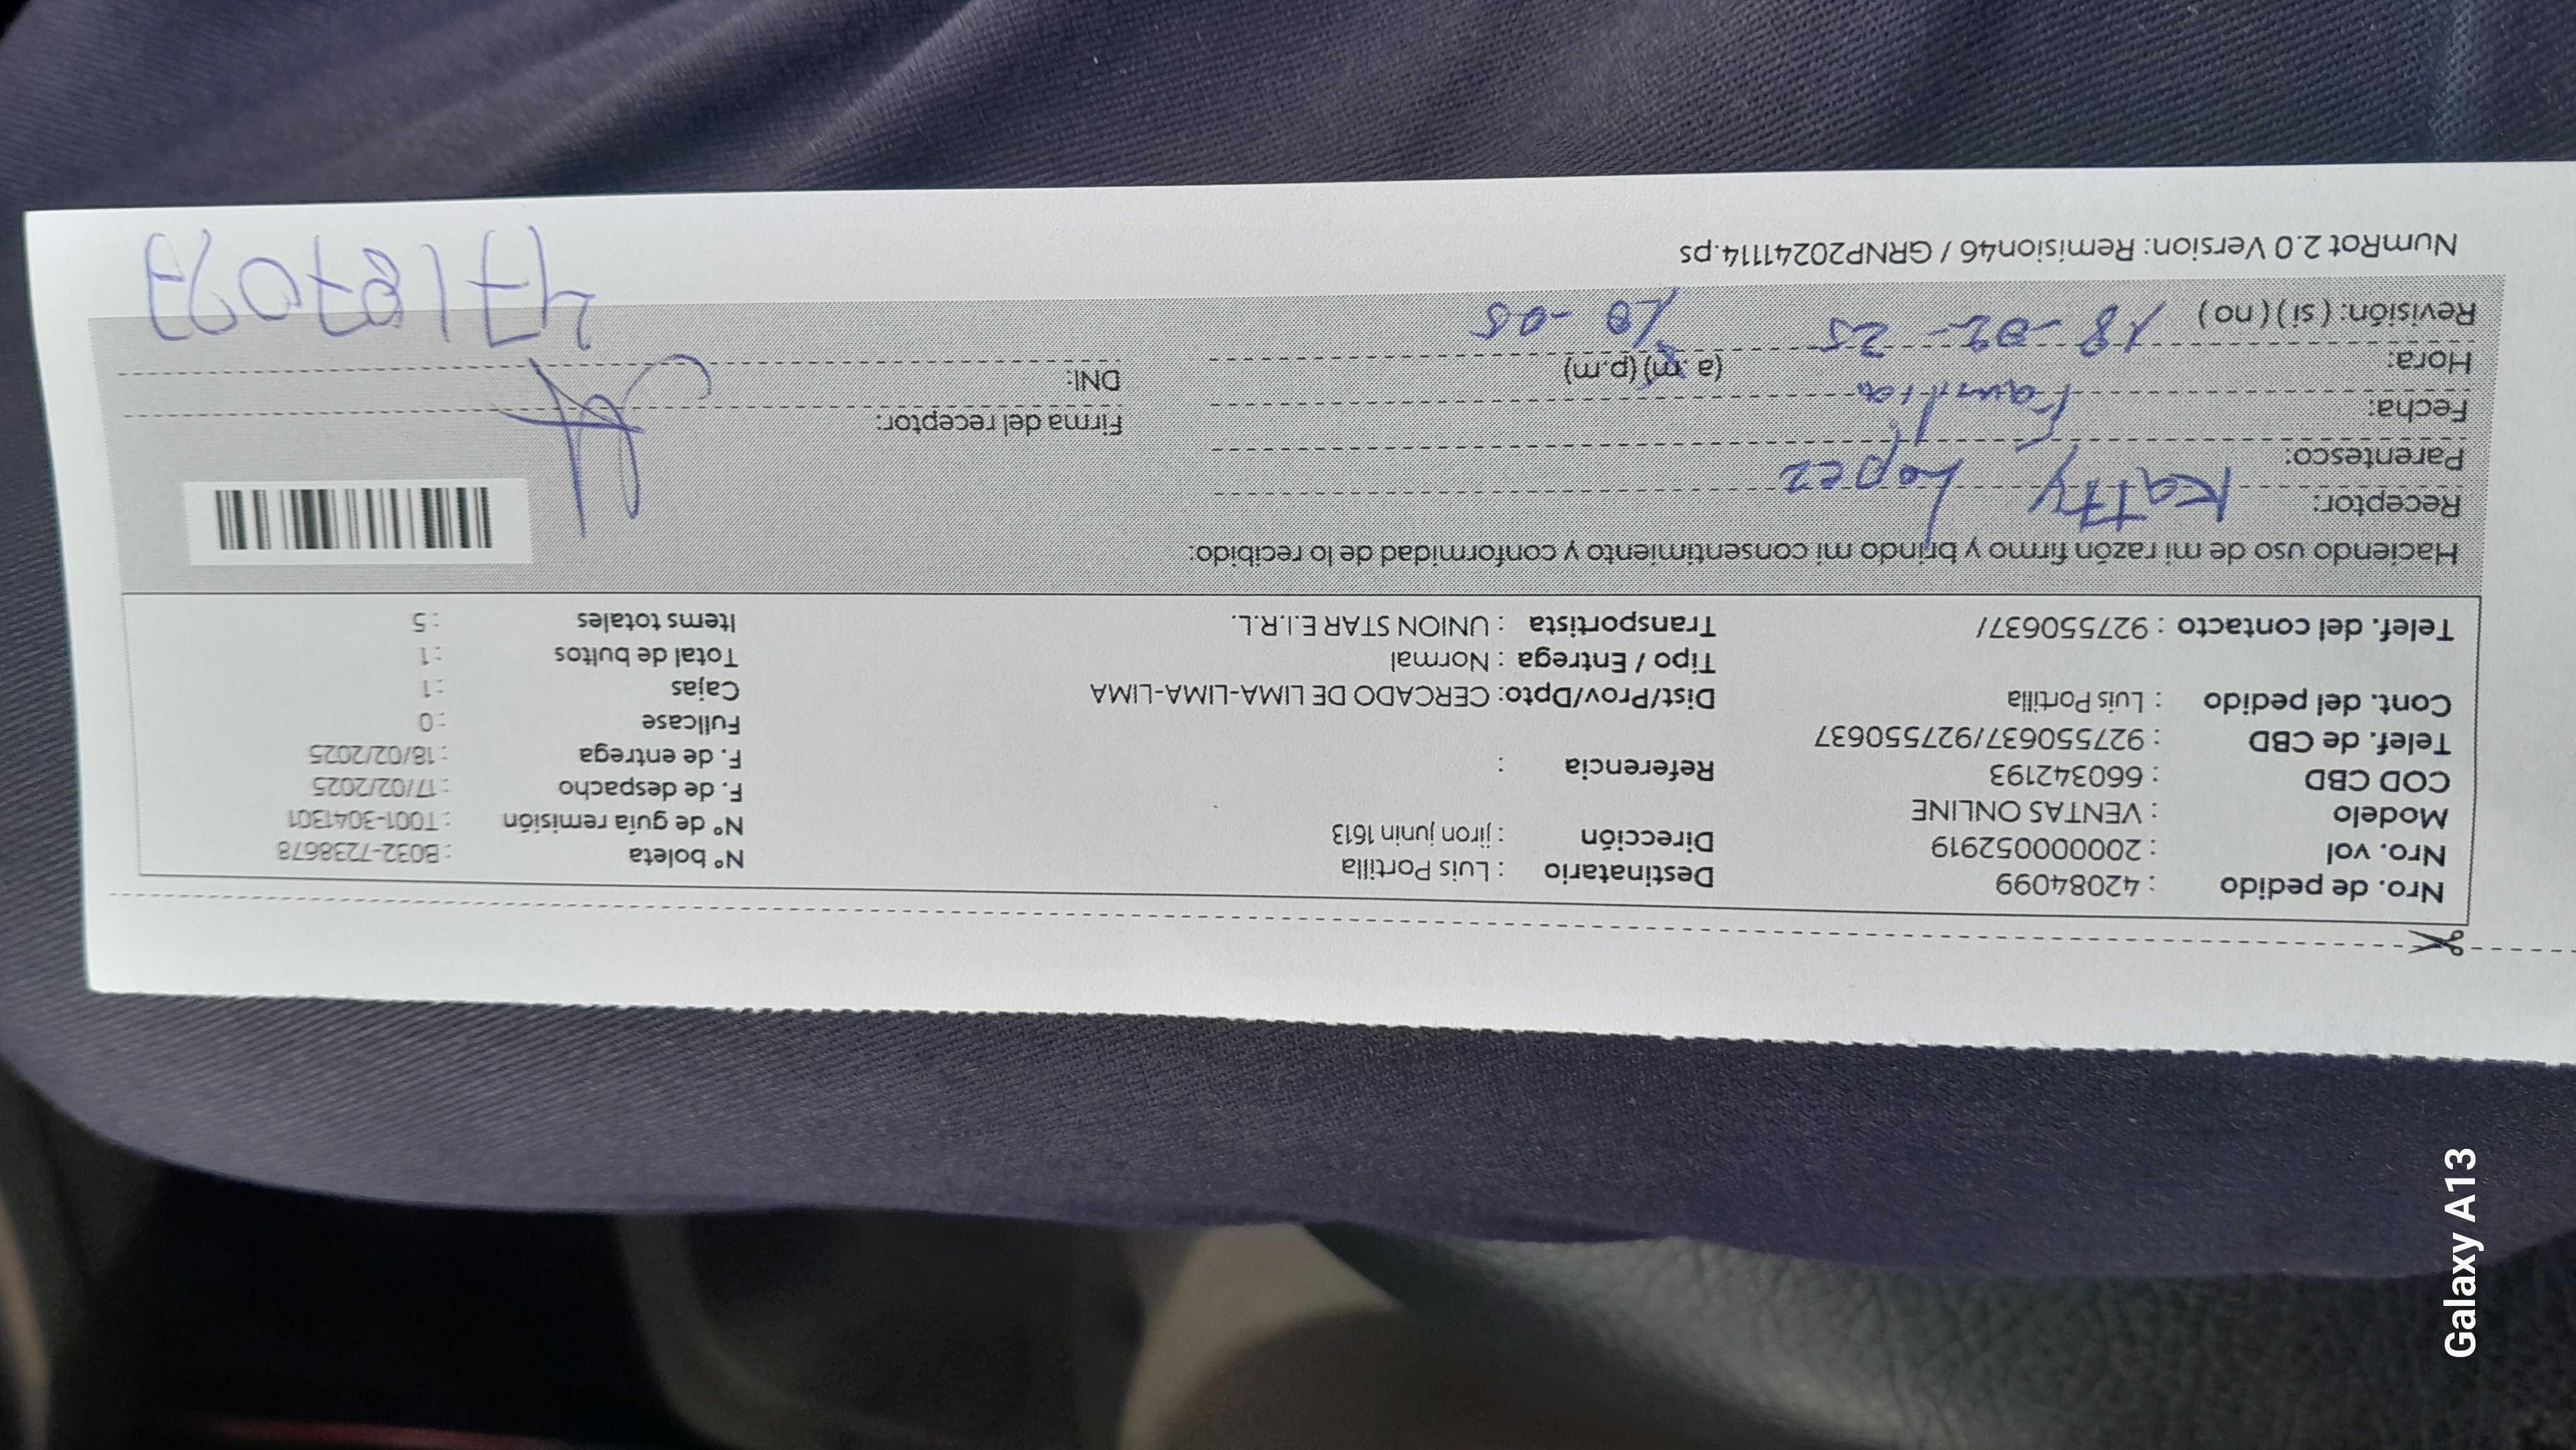 Nro. de pedido : 42084099
Nro. vol : 20000052919
Modelo : VENTAS ONLINE
COD CBD : 660342193
Telef. de CBD : 927550637/927550637
Cont. del pedido : Luis Portilla
Telef. del contacto : 927550637/
Destinatario : Luis Portilla
Dirección : jiron junin 1613
Referencia :
Dist/Prov/Dpto: CERCADO DE LIMA-LIMA-LIMA
Tipo / Entrega : Normal
Transportista : UNION STAR E.I.R.L.
Nº boleta : B032-7238678
Nº de guía remisión : T001-3041301
F. de despacho : 17/02/2025
F. de entrega : 18/02/2025
Fullcase : 0
Cajas : 1
Total de bultos : 1
Items totales : 5
Haciendo uso de mi razón firmo y brindo mi consentimiento y conformidad de lo recibido:
Receptor: Katty Lopez
Parentesco: Familia
Fecha: 18-02-25
Hora: (a.m) (p.m) 10-05
Revisión: ( si ) ( no )
Firma del receptor:
DNI:
NumRot 2.0 Version: Remision46 / GRNP20241114.ps
Galaxy A13